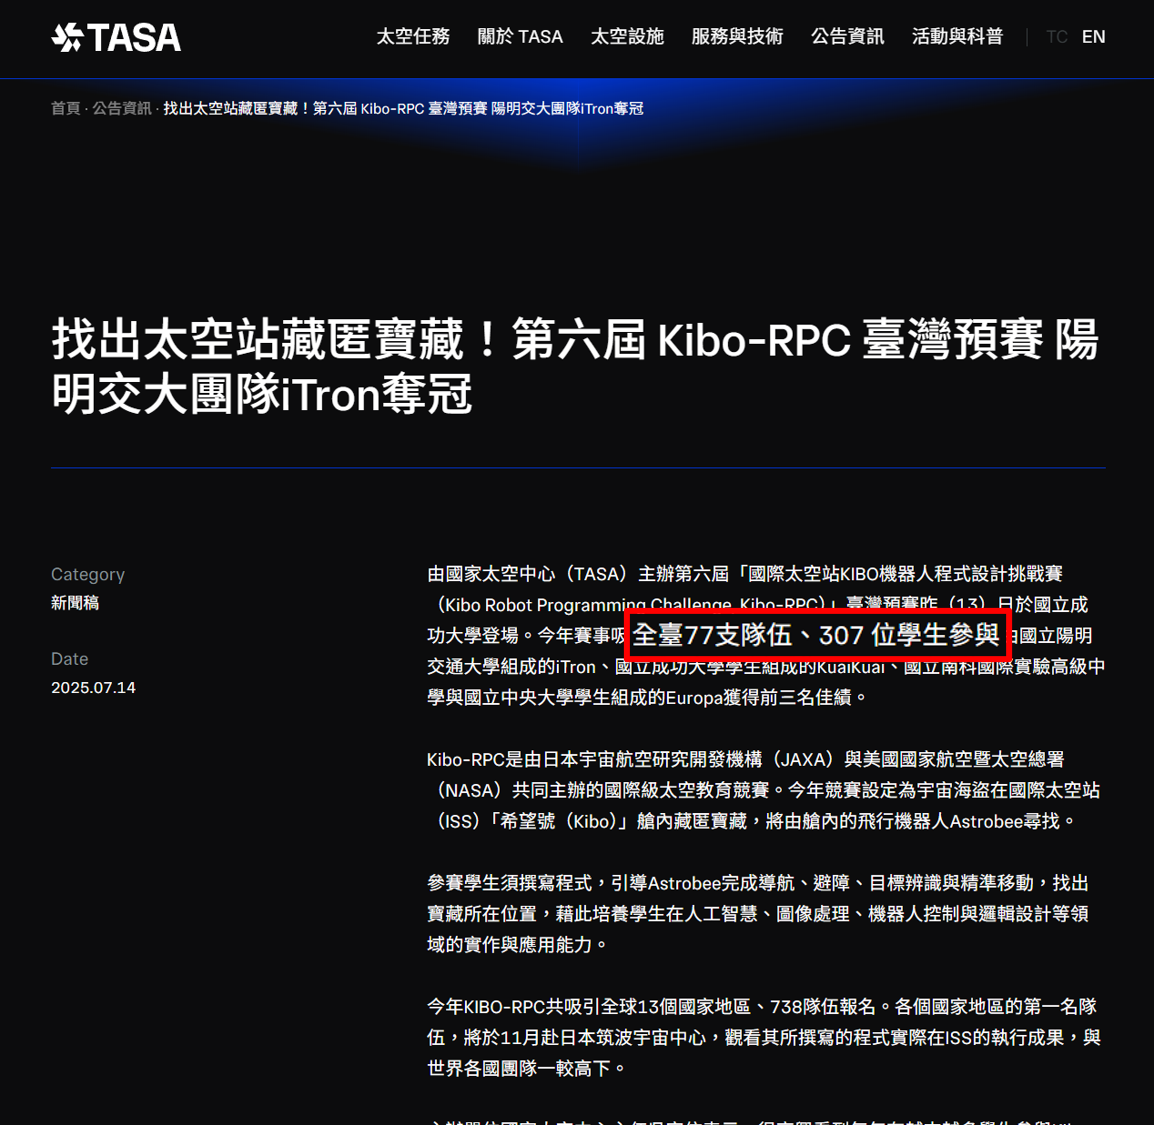 TASA
太空任務 關於 TASA 太空設施 服務與技術 公告資訊 活動與科普 TC EN
首頁 · 公告資訊 · 找出太空站藏匿寶藏！第六屆 Kibo-RPC 臺灣預賽 陽明交大團隊iTron奪冠
找出太空站藏匿寶藏！第六屆 Kibo-RPC 臺灣預賽 陽
明交大團隊iTron奪冠
Category
新聞稿
Date
2025.07.14
由國家太空中心（TASA）主辦第六屆「國際太空站KIBO機器人程式設計挑戰賽
（Kibo Robot Programming Challenge, Kibo-RPC）」臺灣預賽昨（13）日於國立成
功大學登場。今年賽事吸
全臺77支隊伍、307 位學生參與
由國立陽明
交通大學組成的iTron、國立成功大學學生組成的KuaiKuai、國立南科國際實驗高級中
學與國立中央大學學生組成的Europa獲得前三名佳績。
Kibo-RPC是由日本宇宙航空研究開發機構（JAXA）與美國國家航空暨太空總署
（NASA）共同主辦的國際級太空教育競賽。今年競賽設定為宇宙海盜在國際太空站
（ISS）「希望號（Kibo）」艙內藏匿寶藏，將由艙內的飛行機器人Astrobee尋找。
參賽學生須撰寫程式，引導Astrobee完成導航、避障、目標辨識與精準移動，找出
寶藏所在位置，藉此培養學生在人工智慧、圖像處理、機器人控制與邏輯設計等領
域的實作與應用能力。
今年KIBO-RPC共吸引全球13個國家地區、738隊伍報名。各個國家地區的第一名隊
伍，將於11月赴日本筑波宇宙中心，觀看其所撰寫的程式實際在ISS的執行成果，與
世界各國團隊一較高下。